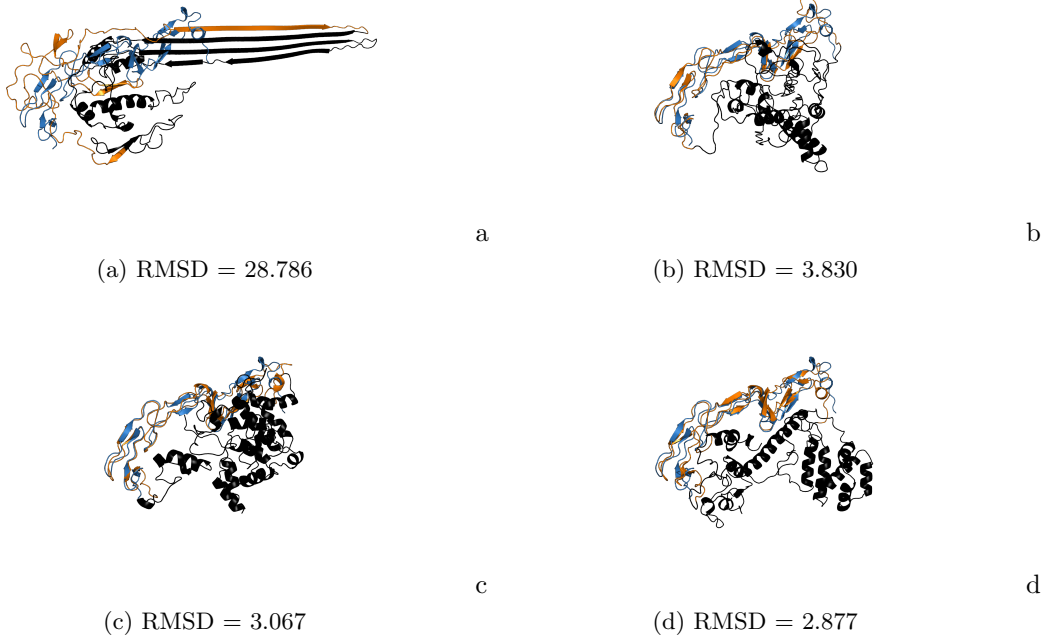 a
b
(a) RMSD = 28.786
(b) RMSD = 3.830
c
d
(c) RMSD = 3.067
(d) RMSD = 2.877